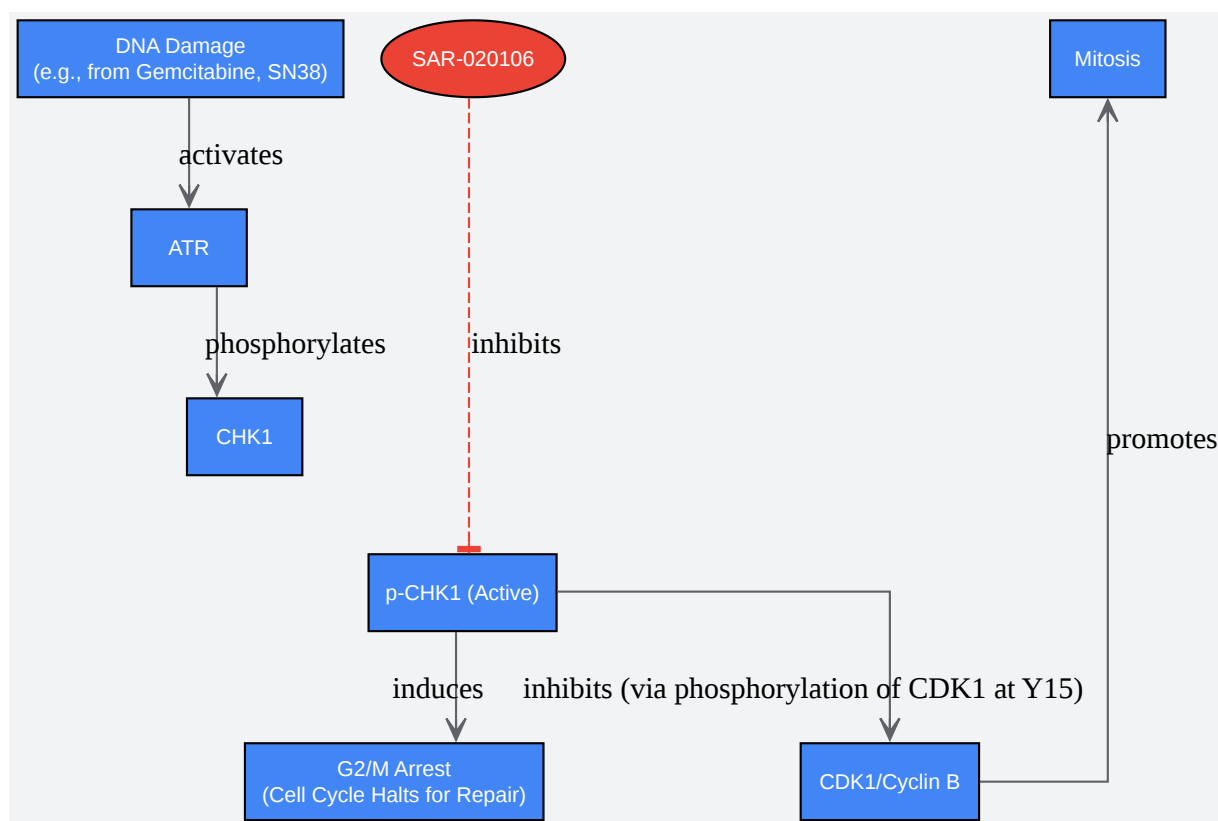 DNA Damage
(e.g., from Gemcitabine, SN38)
SAR-020106
Mitosis
activates
ATR
phosphorylates
inhibits
CHK1
promotes
p-CHK1 (Active)
induces
inhibits (via phosphorylation of CDK1 at Y15)
G2/M Arrest
(Cell Cycle Halts for Repair)
CDK1/Cyclin B